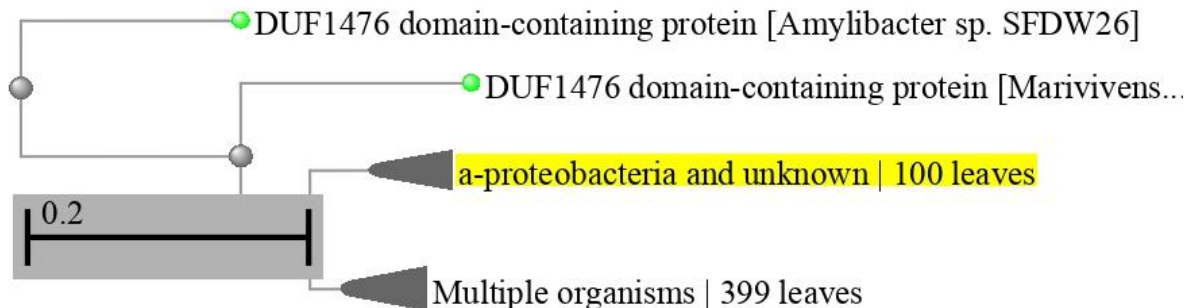 DUF1476 domain-containing protein [Amylibacter sp. SFDW26]
DUF1476 domain-containing protein [Marivivens...
a-proteobacteria and unknown | 100 leaves
0.2
Multiple organisms | 399 leaves